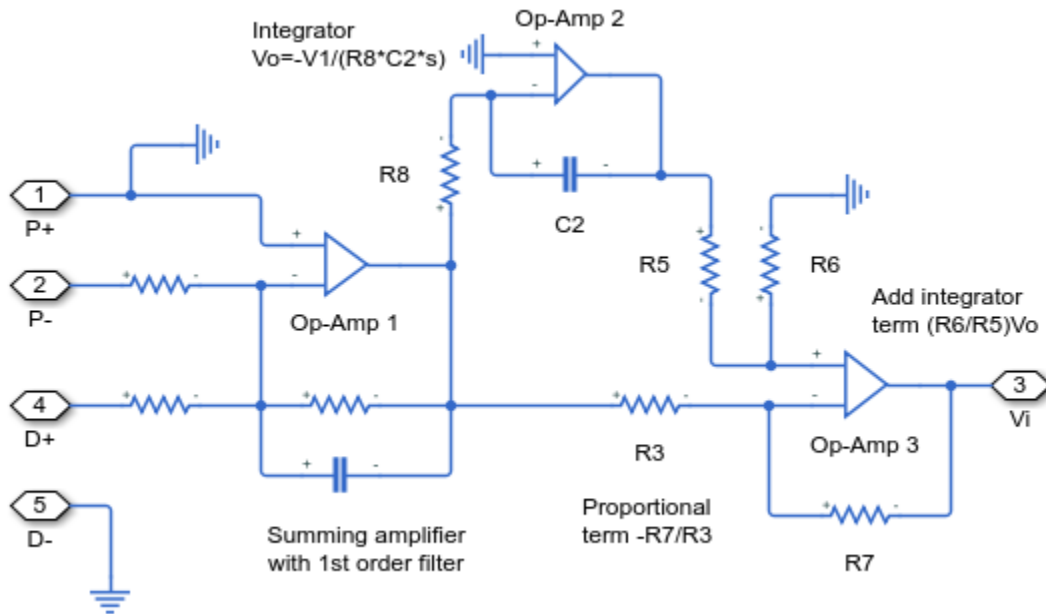 Op-Amp 2
Integrator
Vo=-V1/(R8*C2*s)
+
-
-
R8
+
+
-
C2
1
P+
+
-
Op-Amp 1
2
P-
+
-
+
R5
-
-
R6
+
Add integrator
term (R6/R5)Vo
+
-
Op-Amp 3
3
Vi
4
D+
+
-
+
-
+
-
R3
+
-
Summing amplifier
with 1st order filter
Proportional
term -R7/R3
+
-
R7
5
D-